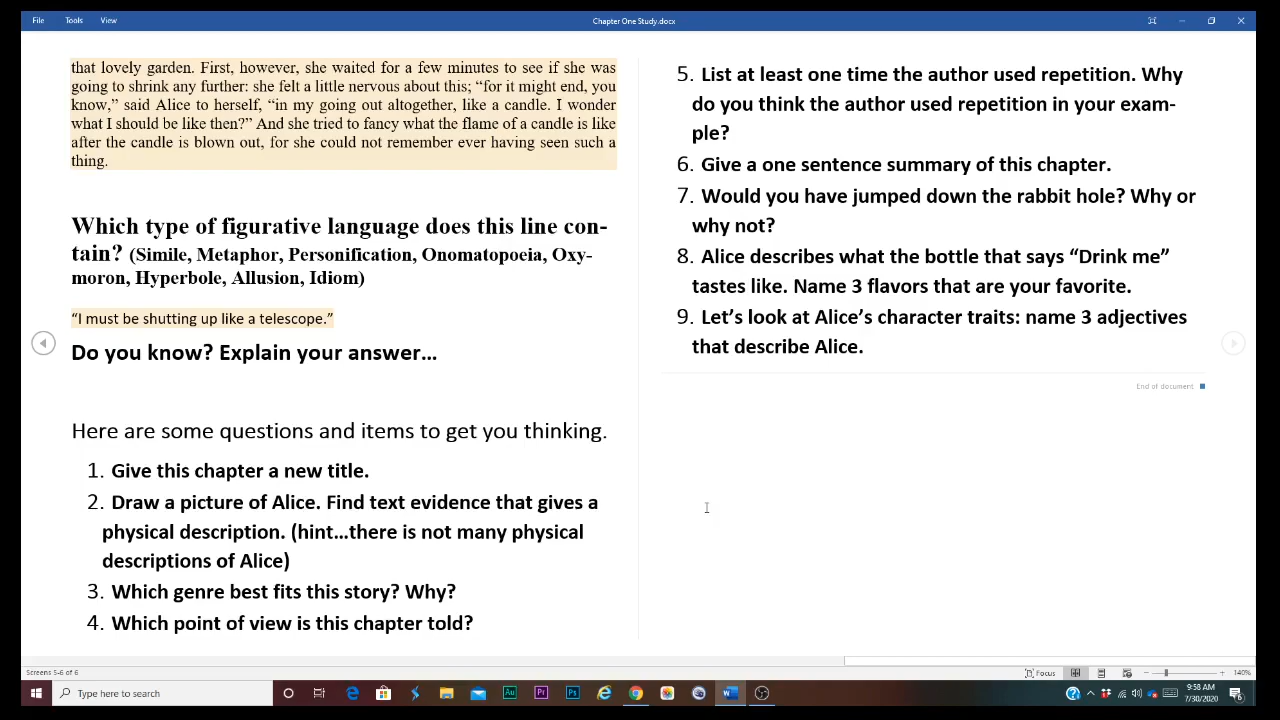 File Tools View Chapter One Study.docx
that lovely garden. First, however, she waited for a few minutes to see if she was
going to shrink any further: she felt a little nervous about this; “for it might end, you
know,” said Alice to herself, “in my going out altogether, like a candle. I wonder
what I should be like then?” And she tried to fancy what the flame of a candle is like
after the candle is blown out, for she could not remember ever having seen such a
thing.
Which type of figurative language does this line con-
tain? (Simile, Metaphor, Personification, Onomatopoeia, Oxy-
moron, Hyperbole, Allusion, Idiom)
“I must be shutting up like a telescope.”
Do you know? Explain your answer…
Here are some questions and items to get you thinking.
1. Give this chapter a new title.
2. Draw a picture of Alice. Find text evidence that gives a
physical description. (hint…there is not many physical
descriptions of Alice)
3. Which genre best fits this story? Why?
4. Which point of view is this chapter told?
5. List at least one time the author used repetition. Why
do you think the author used repetition in your exam-
ple?
6. Give a one sentence summary of this chapter.
7. Would you have jumped down the rabbit hole? Why or
why not?
8. Alice describes what the bottle that says “Drink me”
tastes like. Name 3 flavors that are your favorite.
9. Let’s look at Alice’s character traits: name 3 adjectives
that describe Alice.
End of document
Screens 5-6 of 6 Focus 140%
Type here to search Au Pr Ps 9:58 AM
7/30/2020